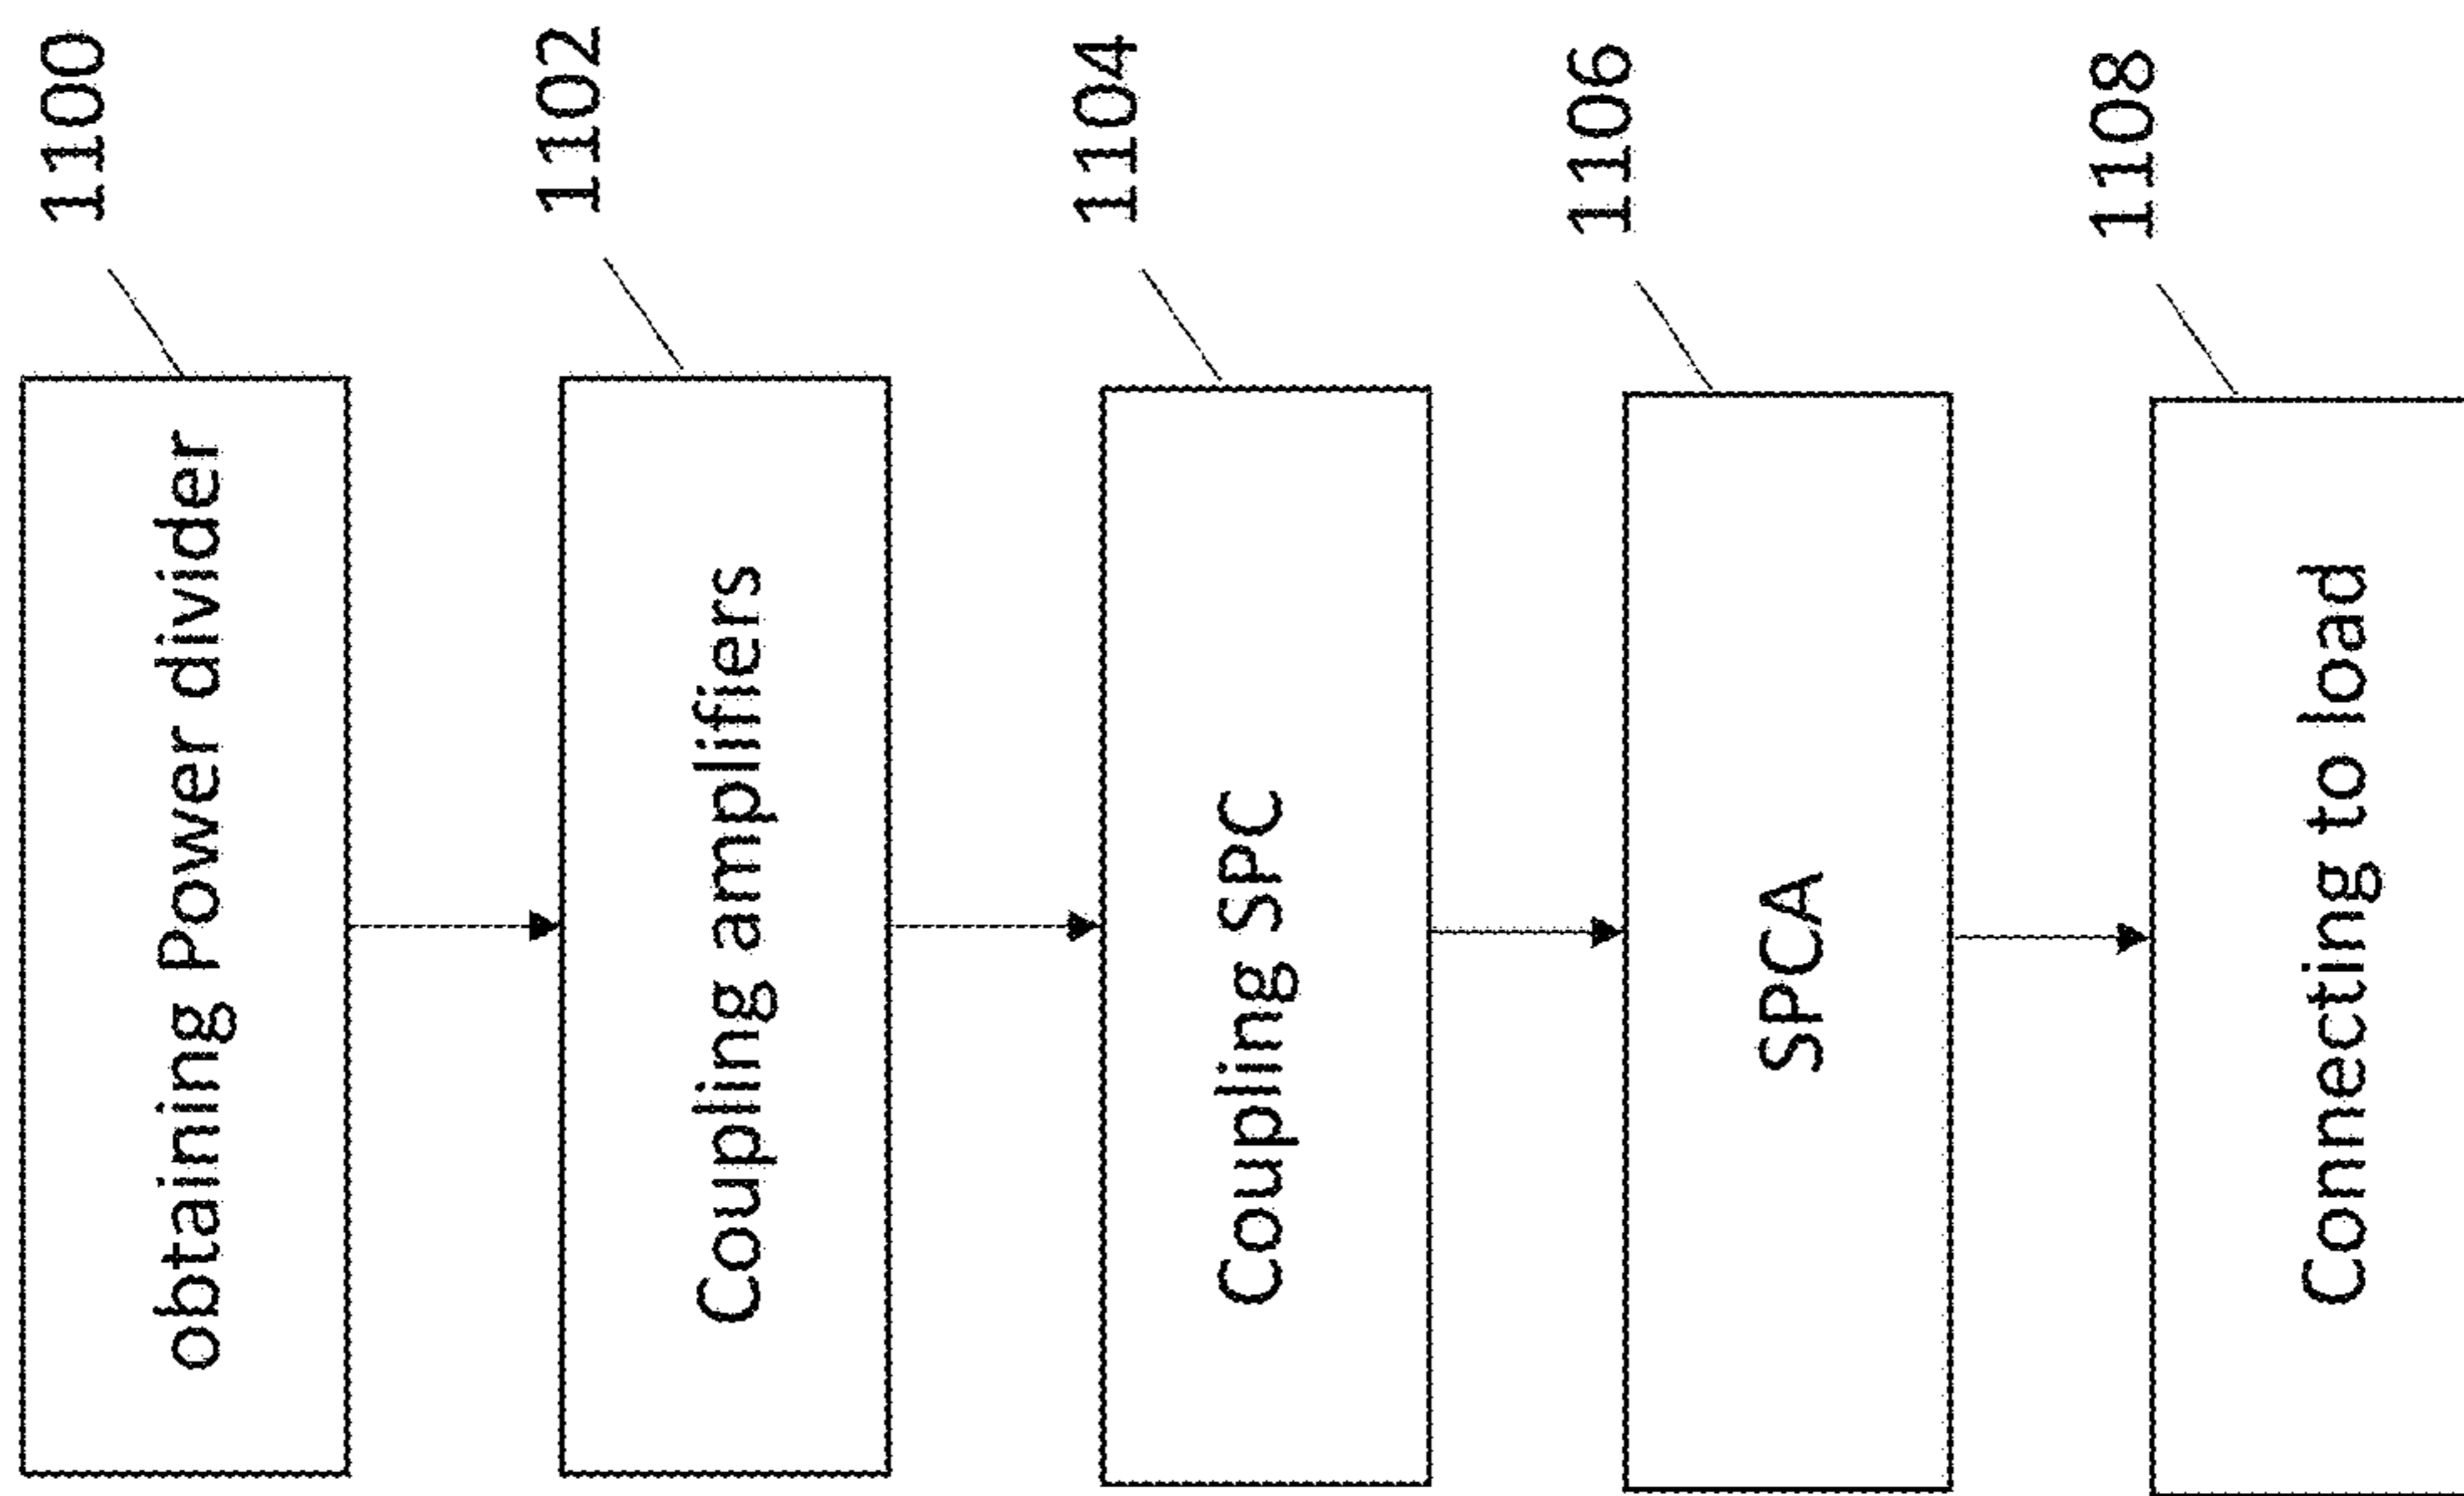 1100
obtaining Power divider
1102
Coupling amplifiers
1104
Coupling SPC
1106
SPCA
1108
Connecting to load